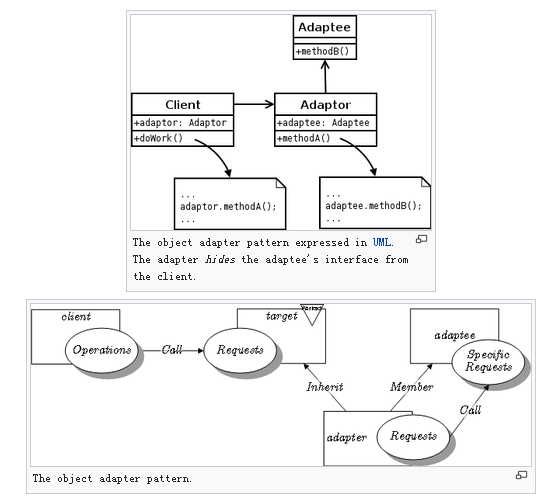 Adaptee
+methodB()
Client
+adaptor: Adaptor
+doWork()
Adaptor
+adaptee: Adaptee
+methodA()
...
adaptor.methodA();
...
...
adaptee.methodB();
...
The object adapter pattern expressed in UML.
The adapter hides the adaptee's interface from
the client.
client
Operations
Call
target
Abstract
Requests
adaptee
Specific
Requests
Inherit
Member
Call
adapter
Requests
The object adapter pattern.